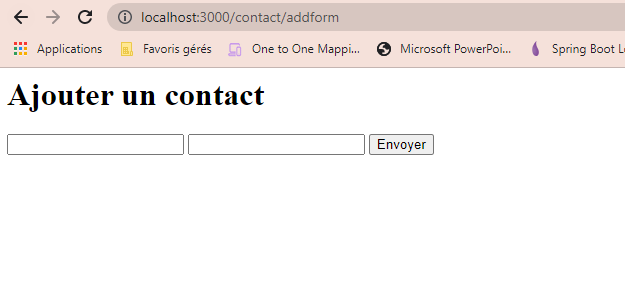 localhost:3000/contact/addform
Applications Favoris gérés One to One Mappi... Microsoft PowerPoi... Spring Boot L
Ajouter un contact
Envoyer